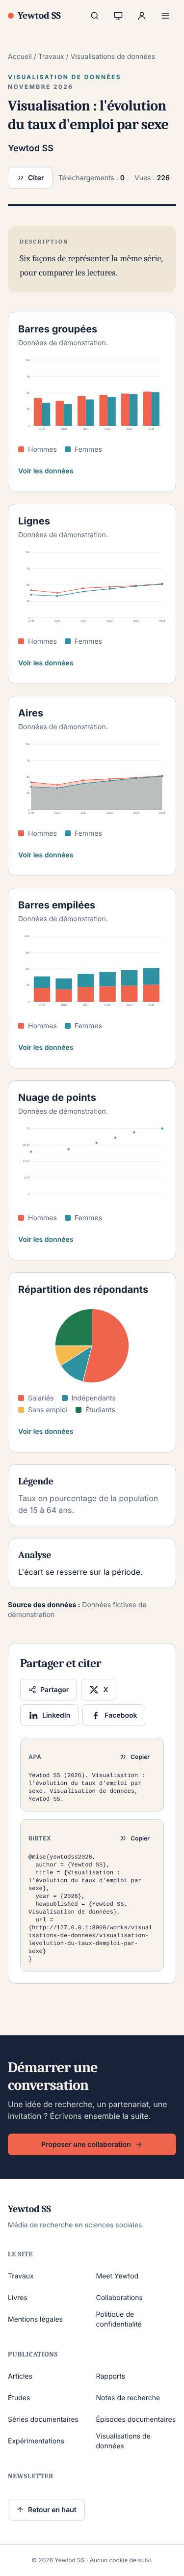 Yewtod SS
Accueil / Travaux / Visualisations de données
VISUALISATION DE DONNÉES
NOVEMBRE 2026
Visualisation : l'évolution
du taux d'emploi par sexe
Yewtod SS
Citer
Téléchargements : 0
Vues : 226
DESCRIPTION
Six façons de représenter la même série,
pour comparer les lectures.
Barres groupées
Données de démonstration.
Hommes
Femmes
Voir les données
Lignes
Données de démonstration.
Hommes
Femmes
Voir les données
Aires
Données de démonstration.
Hommes
Femmes
Voir les données
Barres empilées
Données de démonstration.
Hommes
Femmes
Voir les données
Nuage de points
Données de démonstration.
Hommes
Femmes
Voir les données
Répartition des répondants
Salariés
Indépendants
Sans emploi
Étudiants
Voir les données
Légende
Taux en pourcentage de la population
de 15 à 64 ans.
Analyse
L'écart se resserre sur la période.
Source des données : Données fictives de
démonstration
Partager et citer
Partager
X
LinkedIn
Facebook
APA
Copier
Yewtod SS (2026). Visualisation :
l'évolution du taux d'emploi par
sexe. Visualisation de données,
Yewtod SS.
BIBTEX
Copier
@misc{yewtodss2026,
author = {Yewtod SS},
title = {Visualisation :
l'évolution du taux d'emploi par
sexe},
year = {2026},
howpublished = {Yewtod SS,
Visualisation de données},
url =
{http://127.0.0.1:8000/works/visual
isations-de-donnees/visualisation-
levolution-du-taux-demploi-par-
sexe}
}
Démarrer une
conversation
Une idée de recherche, un partenariat, une
invitation ? Écrivons ensemble la suite.
Proposer une collaboration →
Yewtod SS
Média de recherche en sciences sociales.
LE SITE
Travaux
Meet Yewtod
Livres
Collaborations
Mentions légales
Politique de
confidentialité
PUBLICATIONS
Articles
Rapports
Études
Notes de recherche
Séries documentaires
Épisodes documentaires
Expérimentations
Visualisations de
données
NEWSLETTER
↑ Retour en haut
© 2026 Yewtod SS · Aucun cookie de suivi.